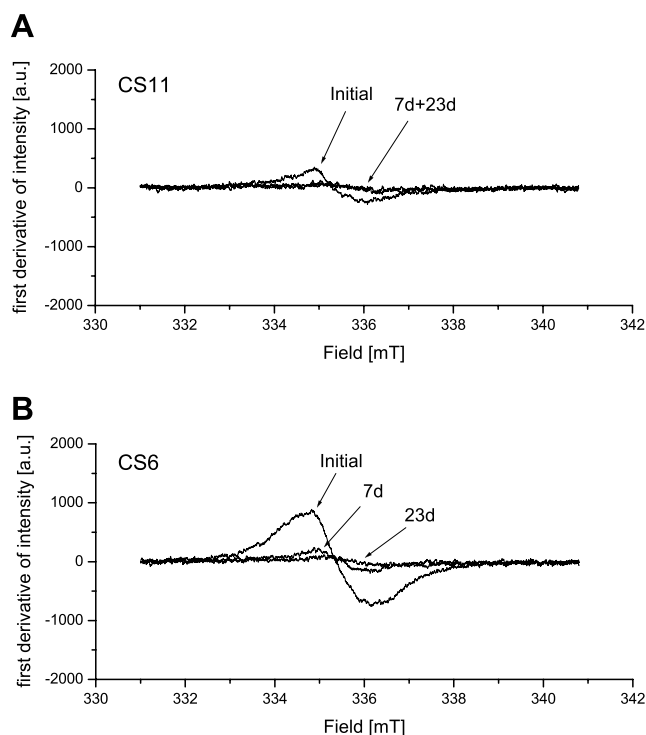 A
first derivative of intensity [a.u.]
2000
1000
0
-1000
-2000
CS11
Initial
7d+23d
330 332 334 336 338 340 342
Field [mT]
B
first derivative of intensity [a.u.]
2000
1000
0
-1000
-2000
CS6
Initial
7d
23d
330 332 334 336 338 340 342
Field [mT]